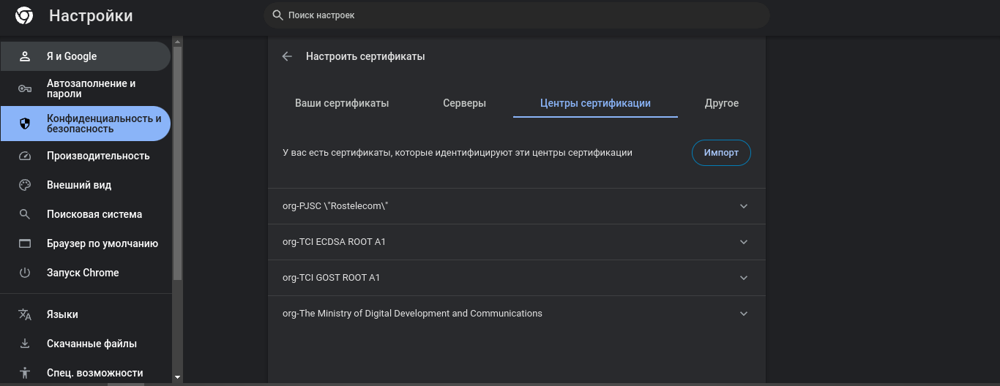 Настройки
Поиск настроек
Я и Google
Автозаполнение и
пароли
Конфиденциальность и
безопасность
Производительность
Внешний вид
Поисковая система
Браузер по умолчанию
Запуск Chrome
Языки
Скачанные файлы
Спец. возможности
Настроить сертификаты
Ваши сертификаты
Серверы
Центры сертификации
Другое
У вас есть сертификаты, которые идентифицируют эти центры сертификации
Импорт
org-PJSC \"Rostelecom\"
org-TCI ECDSA ROOT A1
org-TCI GOST ROOT A1
org-The Ministry of Digital Development and Communications